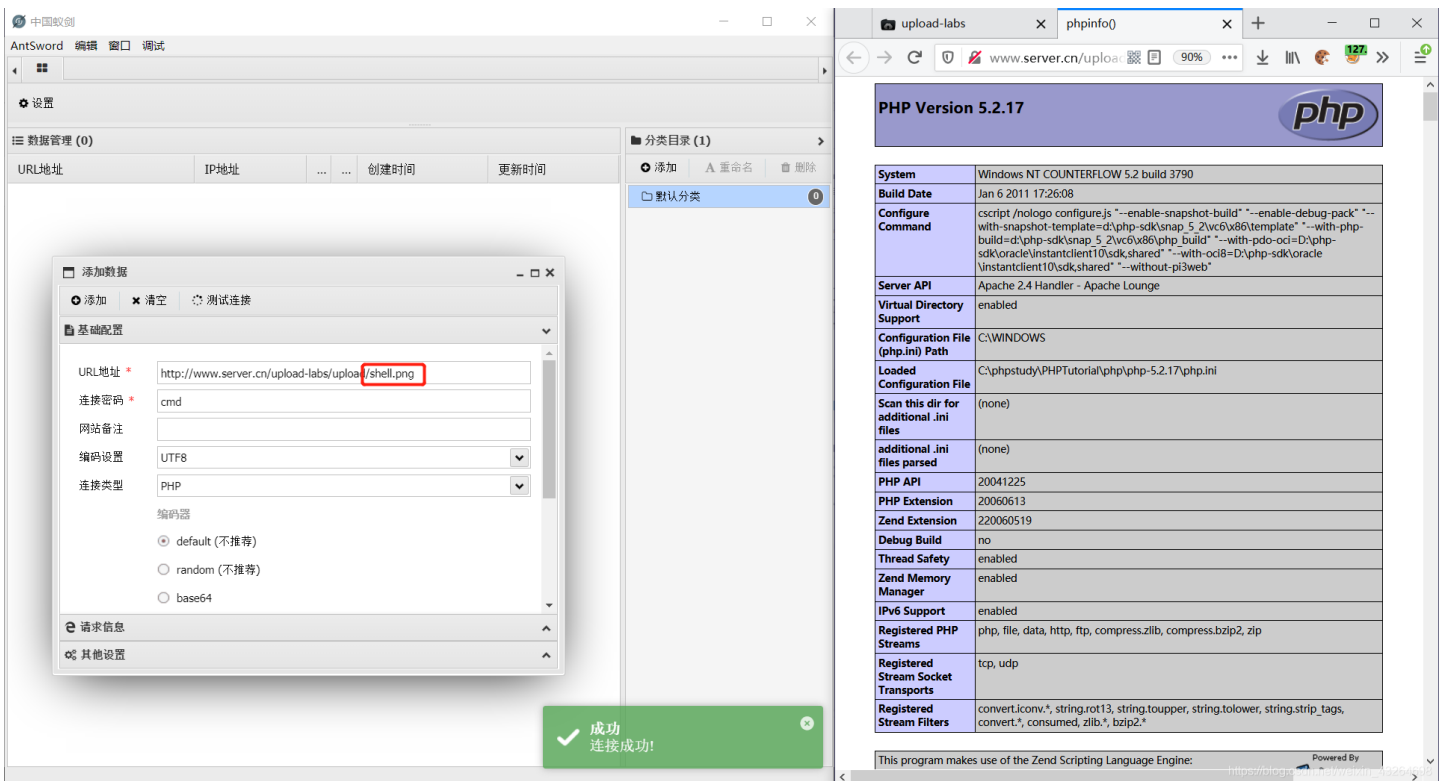 中国蚁剑
AntSword 编辑 窗口 调试
设置
数据管理 (0)
URL地址 IP地址 ... ... 创建时间 更新时间
分类目录 (1)
添加 A 重命名 删除
默认分类 0
添加数据
添加 清空 测试连接
基础配置
URL地址 * http://www.server.cn/upload-labs/upload/shell.png
连接密码 * cmd
网站备注
编码设置 UTF8
连接类型 PHP
编码器
default (不推荐)
random (不推荐)
base64
请求信息
其他设置
成功
连接成功!
upload-labs phpinfo()
www.server.cn/uploa 90% 127.
PHP Version 5.2.17
php
System Windows NT COUNTERFLOW 5.2 build 3790
Build Date Jan 6 2011 17:26:08
Configure
Command
cscript /nologo configure.js "--enable-snapshot-build" "--enable-debug-pack" "--
with-snapshot-template=d:\php-sdk\snap_5_2\vc6\x86\template" "--with-php-
build=d:\php-sdk\snap_5_2\vc6\x86\php_build" "--with-pdo-oci=D:\php-
sdk\oracle\instantclient10\sdk,shared" "--with-oci8=D:\php-sdk\oracle
\instantclient10\sdk,shared" "--without-pi3web"
Server API Apache 2.4 Handler - Apache Lounge
Virtual Directory
Support
enabled
Configuration File
(php.ini) Path
C:\WINDOWS
Loaded
Configuration File
C:\phpstudy\PHPTutorial\php\php-5.2.17\php.ini
Scan this dir for
additional .ini
files
(none)
additional .ini
files parsed
(none)
PHP API 20041225
PHP Extension 20060613
Zend Extension 220060519
Debug Build no
Thread Safety enabled
Zend Memory
Manager
enabled
IPv6 Support enabled
Registered PHP
Streams
php, file, data, http, ftp, compress.zlib, compress.bzip2, zip
Registered
Stream Socket
Transports
tcp, udp
Registered
Stream Filters
convert.iconv.*, string.rot13, string.toupper, string.tolower, string.strip_tags,
convert.*, consumed, zlib.*, bzip2.*
This program makes use of the Zend Scripting Language Engine:
Powered By